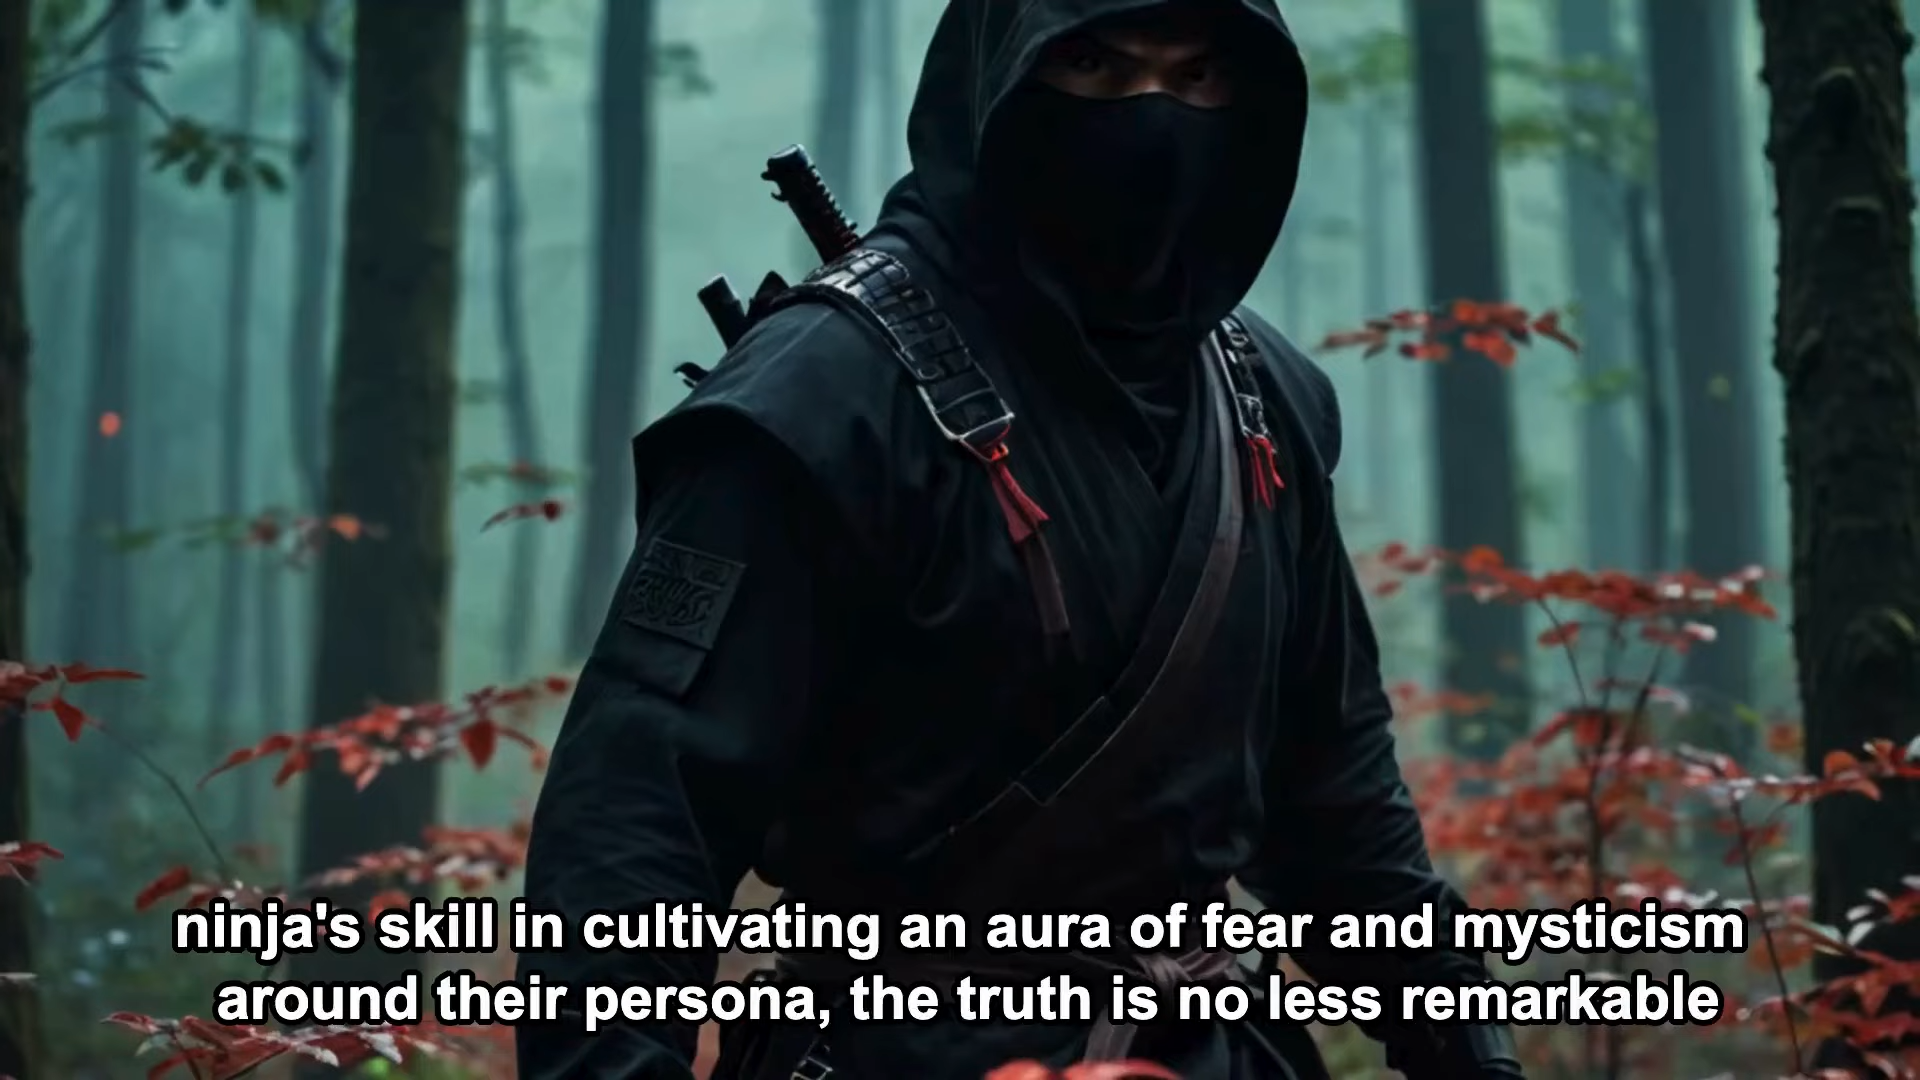 ninja's skill in cultivating an aura of fear and mysticism
around their persona, the truth is no less remarkable